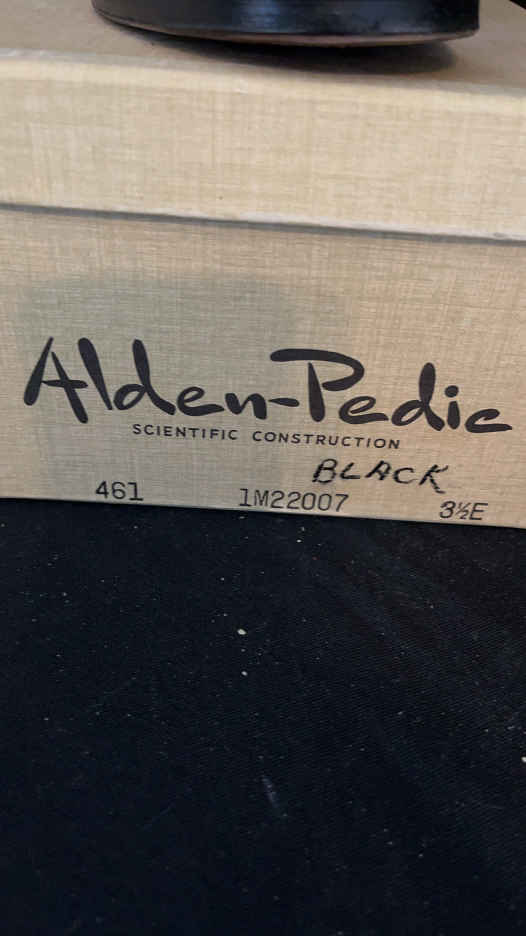 Alden-Pedic
SCIENTIFIC CONSTRUCTION
BLACK
461 1M22007 3½E